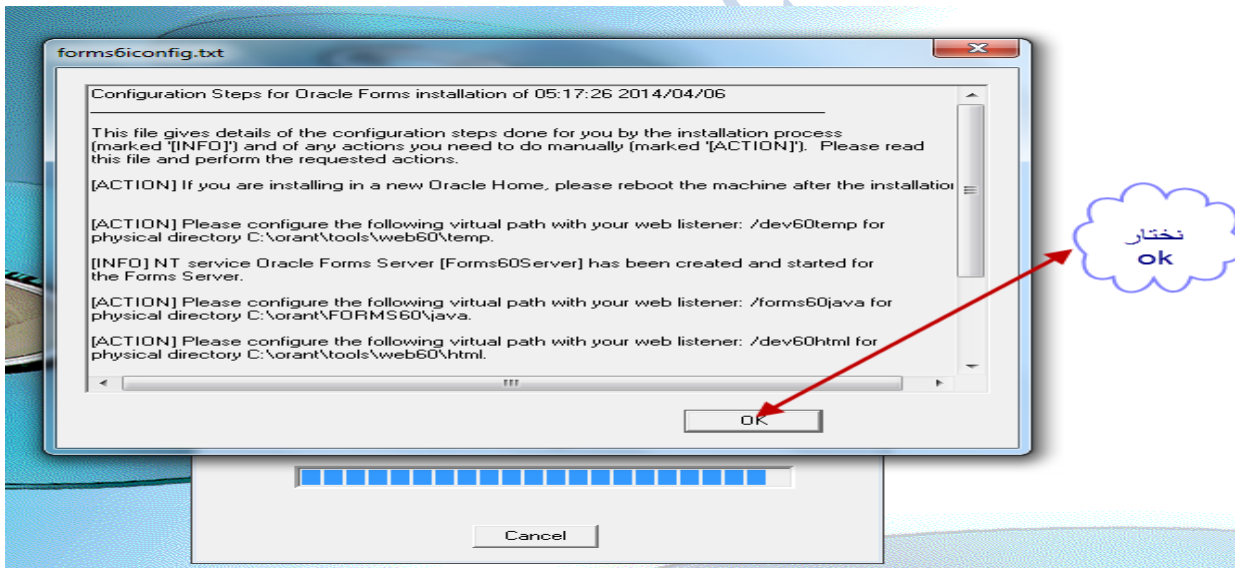 forms6iconfig.txt
Configuration Steps for Oracle Forms installation of 05:17:26 2014/04/06
This file gives details of the configuration steps done for you by the installation process
(marked '[INFO]') and of any actions you need to do manually (marked '[ACTION]'). Please read
this file and perform the requested actions.
[ACTION] If you are installing in a new Oracle Home, please reboot the machine after the
[ACTION] Please configure the following virtual path with your web listener: /dev60temp for
physical directory C:\orant\tools\web60\temp.
[INFO] NT service Oracle Forms Server [Forms60Server] has been created and started for
the Forms Server.
[ACTION] Please configure the following virtual path with your web listener: /forms60java for
physical directory C:\orant\FORMS60\java.
[ACTION] Please configure the following virtual path with your web listener: /dev60html for
physical directory C:\orant\tools\web60\html.
OK
Cancel
نختار
ok